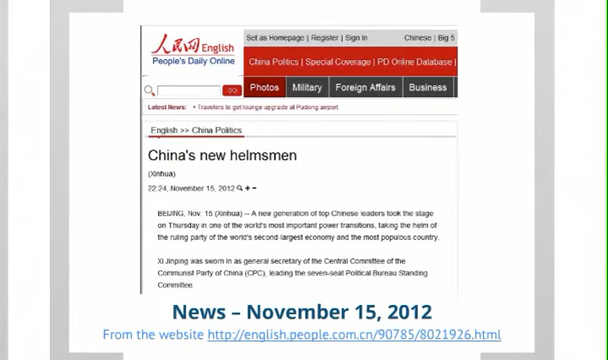 人民网 English
People's Daily Online
Set as Homepage | Register | Sign In
Chinese | Big 5
China Politics | Special Coverage | PD Online Database |
GO
Photos
Military
Foreign Affairs
Business
Latest News: • Travelers to get lounge upgrade at Pudong airport
English >> China Politics
China's new helmsmen
(Xinhua)
22:24, November 15, 2012
BEIJING, Nov. 15 (Xinhua) -- A new generation of top Chinese leaders took the stage
on Thursday in one of the world's most important power transitions, taking the helm of
the ruling party of the world's second-largest economy and the most populous country.
Xi Jinping was sworn in as general secretary of the Central Committee of the
Communist Party of China (CPC), leading the seven-seat Political Bureau Standing
Committee.
News – November 15, 2012
From the website http://english.people.com.cn/90785/8021926.html